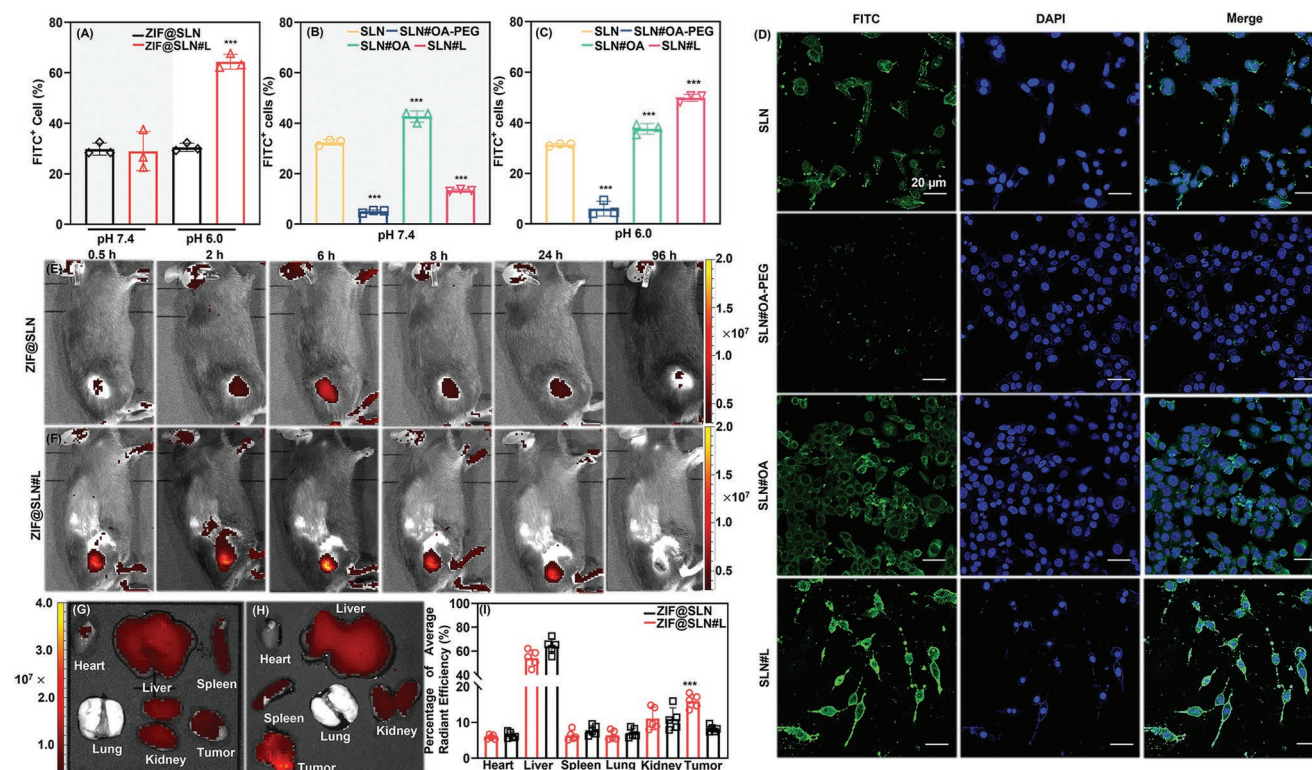 (A)
ZIF@SLN
ZIF@SLN#L
***
FITC⁺ Cell (%)
80
60
40
20
0
pH 7.4
pH 6.0
(B)
SLN
SLN#OA-PEG
SLN#OA
SLN#L
***
***
***
FITC⁺ cells (%)
80
60
40
20
0
pH 7.4
(C)
SLN
SLN#OA-PEG
SLN#OA
SLN#L
***
***
***
FITC⁺ cells (%)
80
60
40
20
0
pH 6.0
(D)
FITC
DAPI
Merge
SLN
20 μm
SLN#OA-PEG
SLN#OA
SLN#L
0.5 h
2 h
6 h
8 h
24 h
96 h
(E)
ZIF@SLN
2.0
1.5
×10⁷
1.0
0.5
(F)
ZIF@SLN#L
2.0
1.5
×10⁷
1.0
0.5
4.0
3.0
10⁷ ×
2.0
1.0
(G)
Heart
Liver
Spleen
Lung
Kidney
Tumor
(H)
Liver
Heart
Spleen
Lung
Kidney
Tumor
(I)
ZIF@SLN
ZIF@SLN#L
Percentage of Average
Radiant Efficiency (%)
100
80
60
40
20
10
0
***
Heart
Liver
Spleen
Lung
Kidney
Tumor